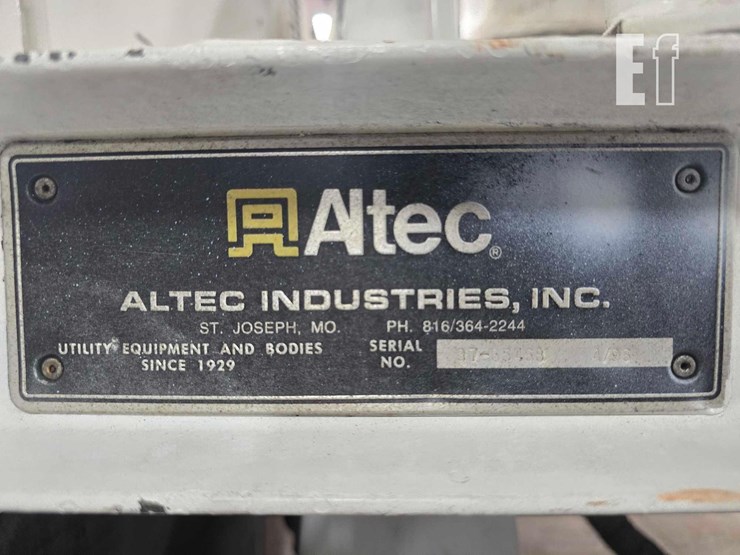 Ef
Altec®
ALTEC INDUSTRIES, INC.
ST. JOSEPH, MO. PH. 816/364-2244
UTILITY EQUIPMENT AND BODIES
SINCE 1929
SERIAL
NO.